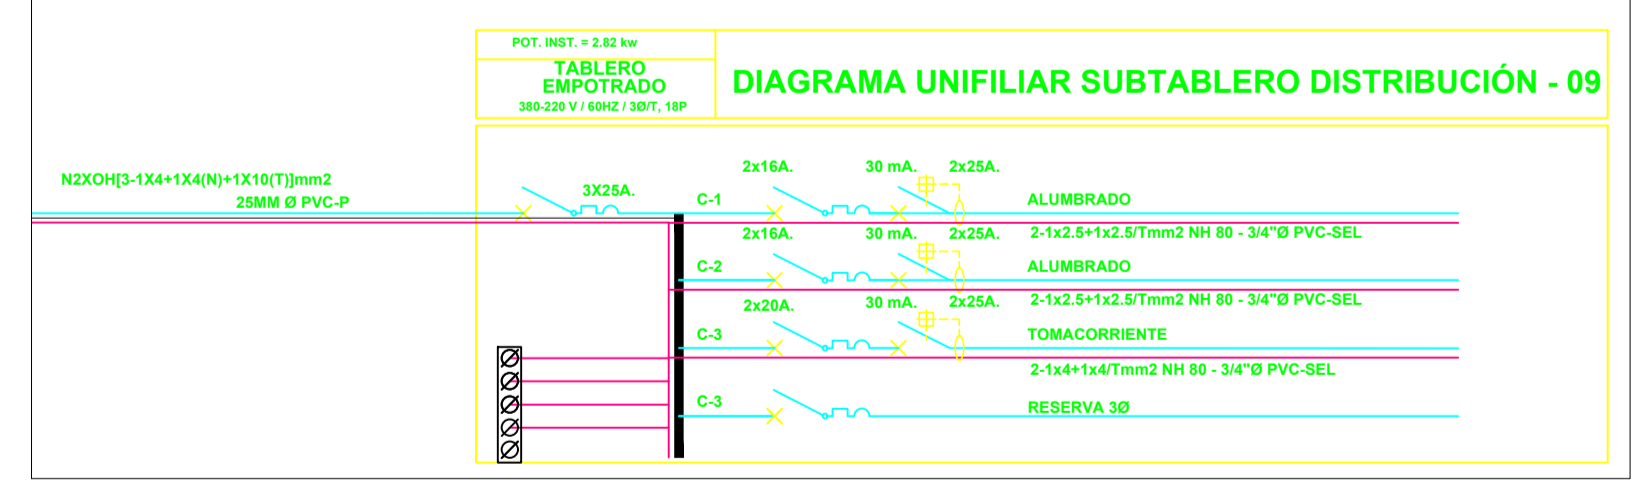 POT. INST. = 2.82 kw
TABLERO
EMPOTRADO
380-220 V / 60HZ / 3Ø/T, 18P
DIAGRAMA UNIFILIAR SUBTABLERO DISTRIBUCIÓN - 09
N2XOH[3-1X4+1X4(N)+1X10(T)]mm2
25MM Ø PVC-P
3X25A.
2x16A. 30 mA. 2x25A.
C-1 ALUMBRADO
2-1x2.5+1x2.5/Tmm2 NH 80 - 3/4"Ø PVC-SEL
2x16A. 30 mA. 2x25A.
C-2 ALUMBRADO
2-1x2.5+1x2.5/Tmm2 NH 80 - 3/4"Ø PVC-SEL
2x20A. 30 mA. 2x25A.
C-3 TOMACORRIENTE
2-1x4+1x4/Tmm2 NH 80 - 3/4"Ø PVC-SEL
C-3 RESERVA 3Ø